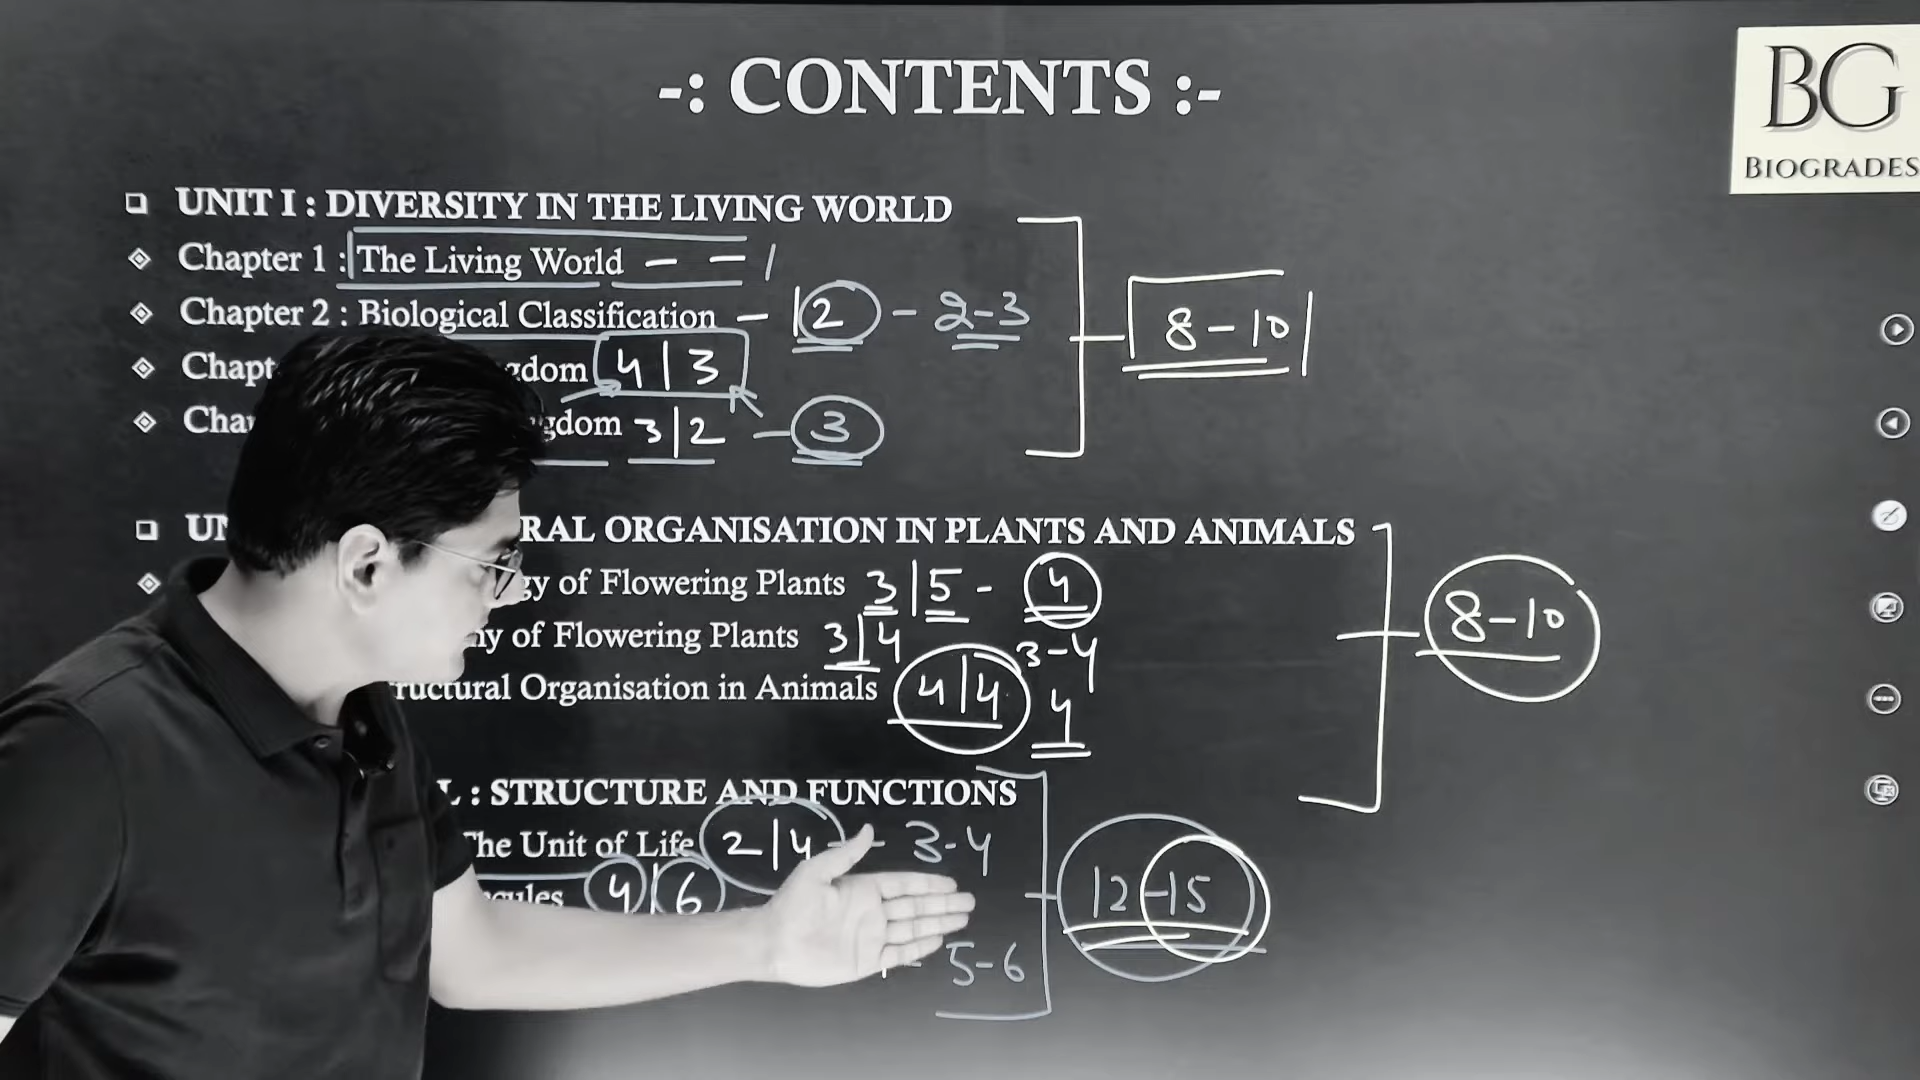 -: CONTENTS :-
BG
BIOGRADES
UNIT I : DIVERSITY IN THE LIVING WORLD
Chapter 1 : The Living World - - 1
Chapter 2 : Biological Classification - 2 - 2-3
8-10
4|3
3|2 - 3
ORGANISATION IN PLANTS AND ANIMALS
of Flowering Plants 3|5 - 4
8-10
of Flowering Plants 3|4 3-4
Organisation in Animals 4|4 4
: STRUCTURE AND FUNCTIONS
The Unit of Life 2|4 - 3-4
4|6
12-15
5-6